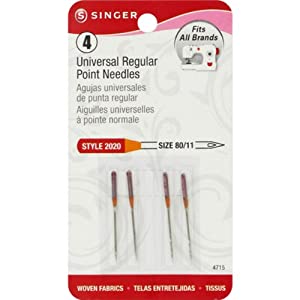 SINGER
4
Fits
All Brands
Universal Regular
Point Needles
Agujas universales
de punta regular
Aiguilles universelles
à pointe normale
STYLE 2020
SIZE 80/11
4715
WOVEN FABRICS • TELAS ENTRETEJIDAS • TISSUS